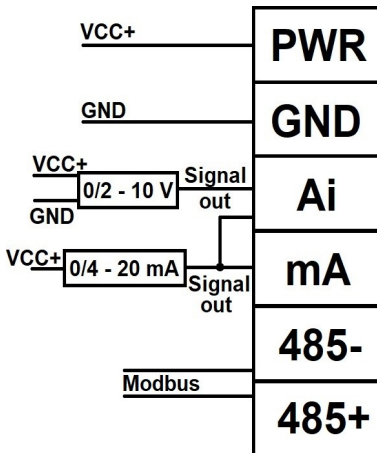 VCC+
PWR
GND
GND
VCC+
0/2 - 10 V
Signal
out
GND
Ai
VCC+
0/4 - 20 mA
Signal
out
mA
485-
Modbus
485+